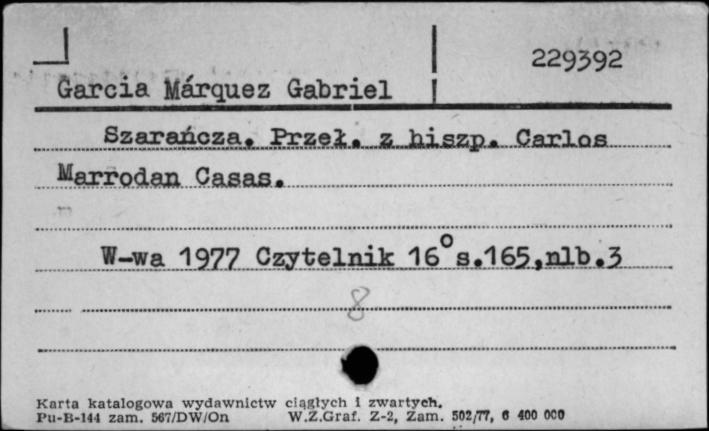 229392
Garcia Márquez Gabriel
Szarańcza. Przeł. z hiszp. Carlos
Marrodan Casas.
W-wa 1977 Czytelnik 16° s.165,nlb.3
8
Karta katalogowa wydawnictw ciągłych i zwartych.
Pu-B-144 zam. 567/DW/On W.Z.Graf. Z-2, Zam. 502/77, 6 400 000